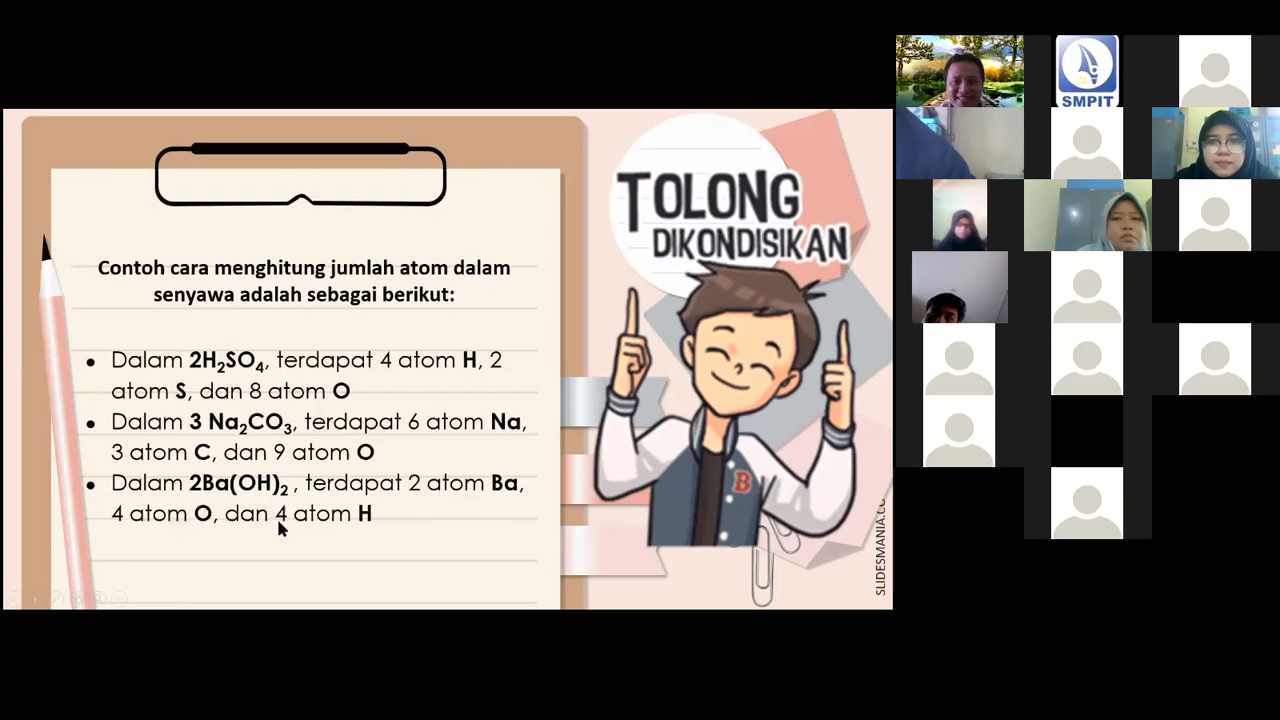 Contoh cara menghitung jumlah atom dalam
senyawa adalah sebagai berikut:
• Dalam 2H₂SO₄, terdapat 4 atom H, 2
atom S, dan 8 atom O
• Dalam 3 Na₂CO₃, terdapat 6 atom Na,
3 atom C, dan 9 atom O
• Dalam 2Ba(OH)₂ , terdapat 2 atom Ba,
4 atom O, dan 4 atom H
TOLONG
DIKONDISIKAN
B
SLIDESMANIA.CO
SMPIT